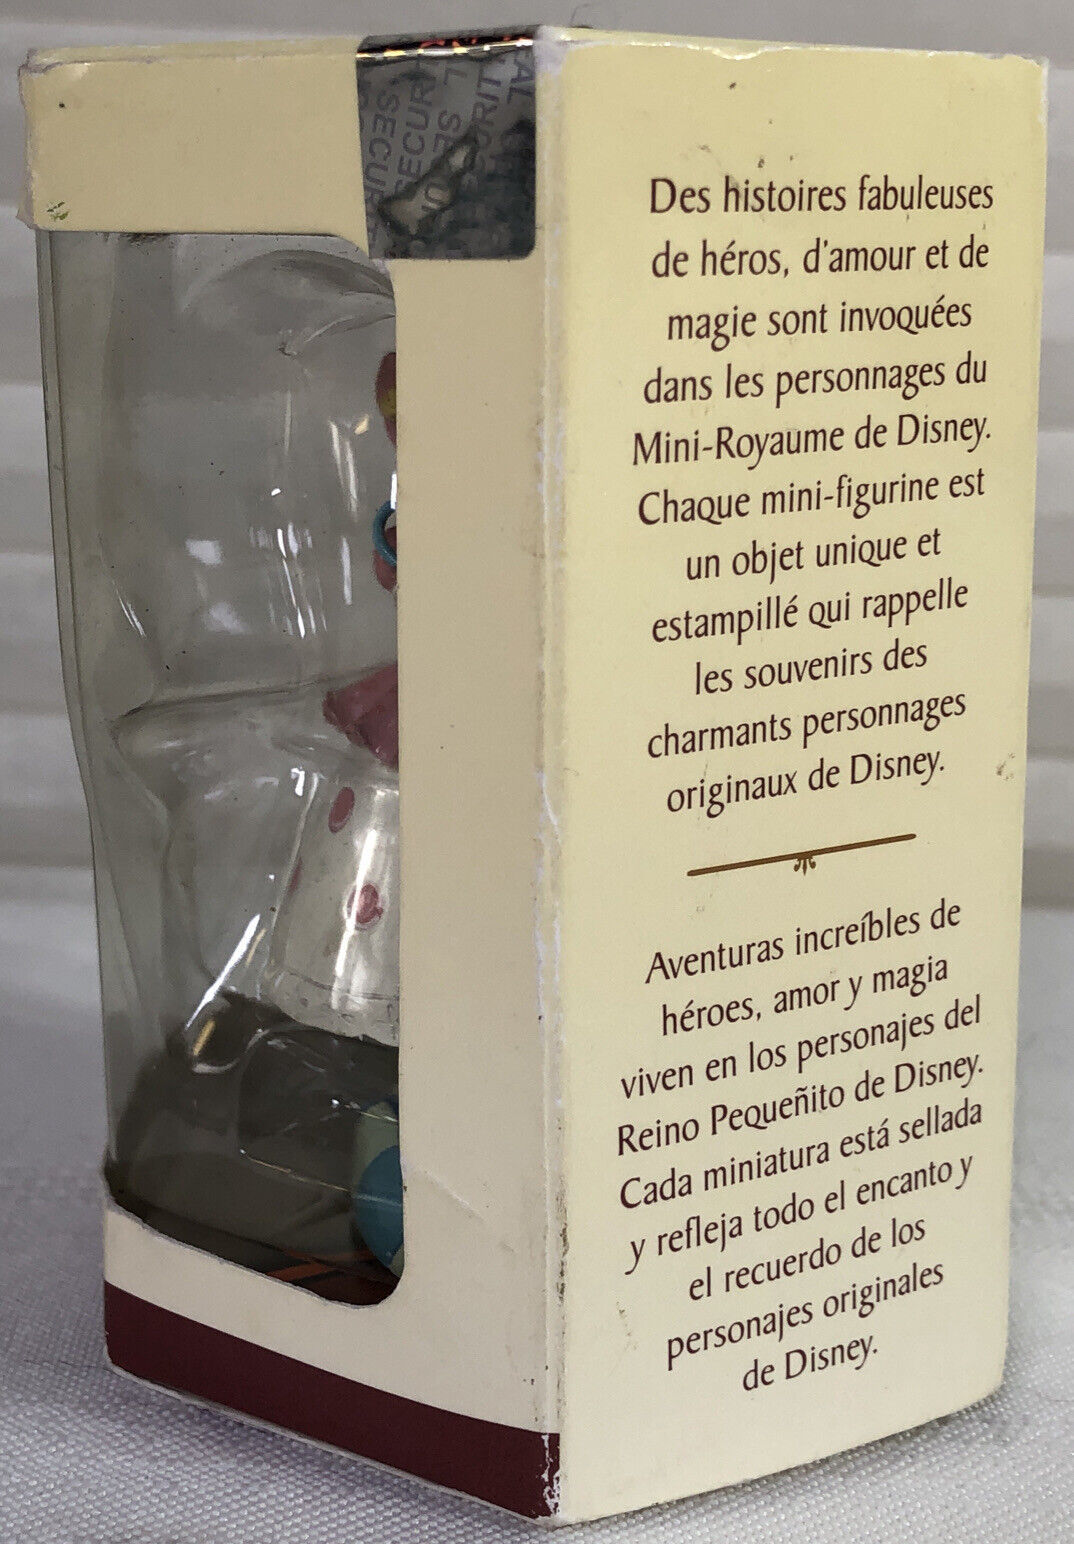 Des histoires fabuleuses
de héros, d'amour et de
magie sont invoquées
dans les personnages du
Mini-Royaume de Disney.
Chaque mini-figurine est
un objet unique et
estampillé qui rappelle
les souvenirs des
charmants personnages
originaux de Disney.
Aventuras increíbles de
héroes, amor y magia
viven en los personajes del
Reino Pequeñito de Disney.
Cada miniatura está sellada
y refleja todo el encanto y
el recuerdo de los
personajes originales
de Disney.